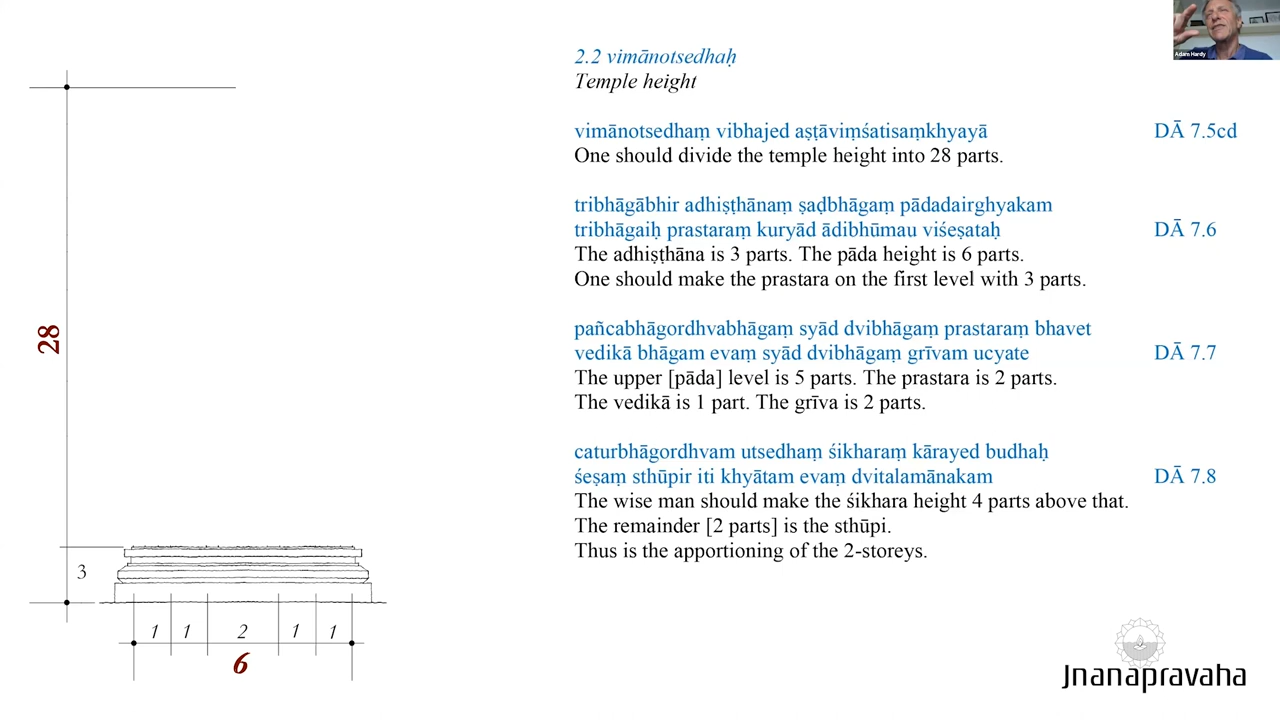 Adam Hardy
2.2 vimānotsedhaḥ
Temple height
vimānotsedhaṃ vibhajed aṣṭāviṃśatisaṃkhyayā DĀ 7.5cd
One should divide the temple height into 28 parts.
tribhāgābhir adhiṣṭhānaṃ ṣaḍbhāgaṃ pādadairghyakam
tribhāgaiḥ prastaraṃ kuryād ādibhūmau viśeṣataḥ DĀ 7.6
The adhiṣṭhāna is 3 parts. The pāda height is 6 parts.
One should make the prastara on the first level with 3 parts.
pañcabhāgordhvabhāgaṃ syād dvibhāgaṃ prastaraṃ bhavet
vedikā bhāgam evaṃ syād dvibhāgaṃ grīvam ucyate DĀ 7.7
The upper [pāda] level is 5 parts. The prastara is 2 parts.
The vedikā is 1 part. The grīva is 2 parts.
caturbhāgordhvam utsedhaṃ śikharaṃ kārayed budhaḥ
śeṣaṃ sthūpir iti khyātam evaṃ dvitalamānakam DĀ 7.8
The wise man should make the śikhara height 4 parts above that.
The remainder [2 parts] is the sthūpi.
Thus is the apportioning of the 2-storeys.
28
3
1 1 2 1 1
6
Jnanapravaha